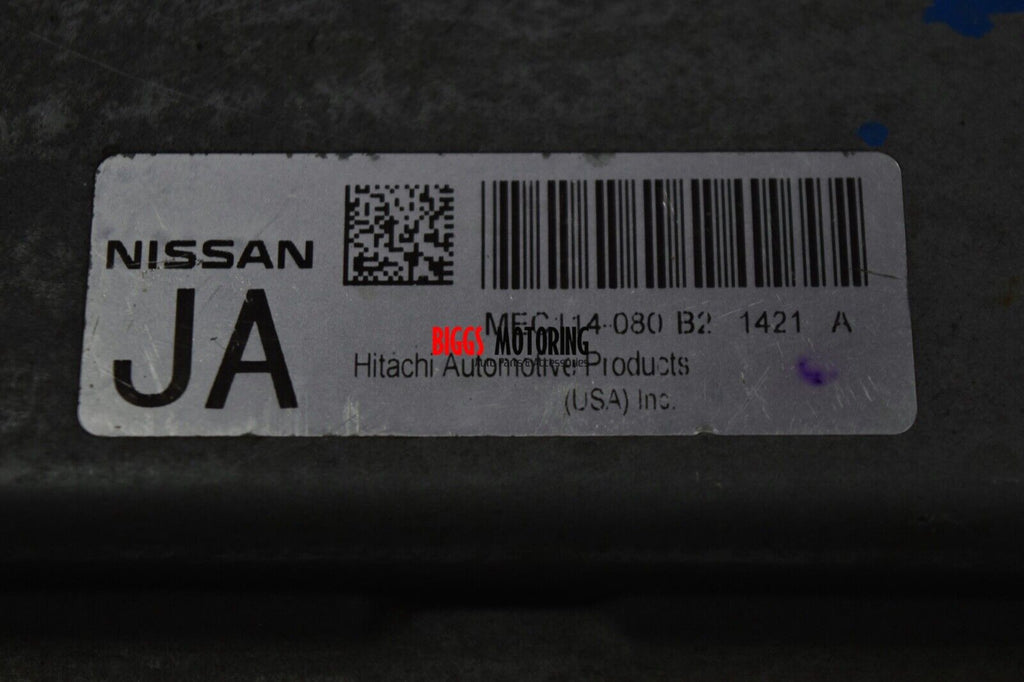 NISSAN
JA
MEC114-080 B2 1421 A
BIGGS MOTORING
Hitachi Automotive Products
(USA) Inc.